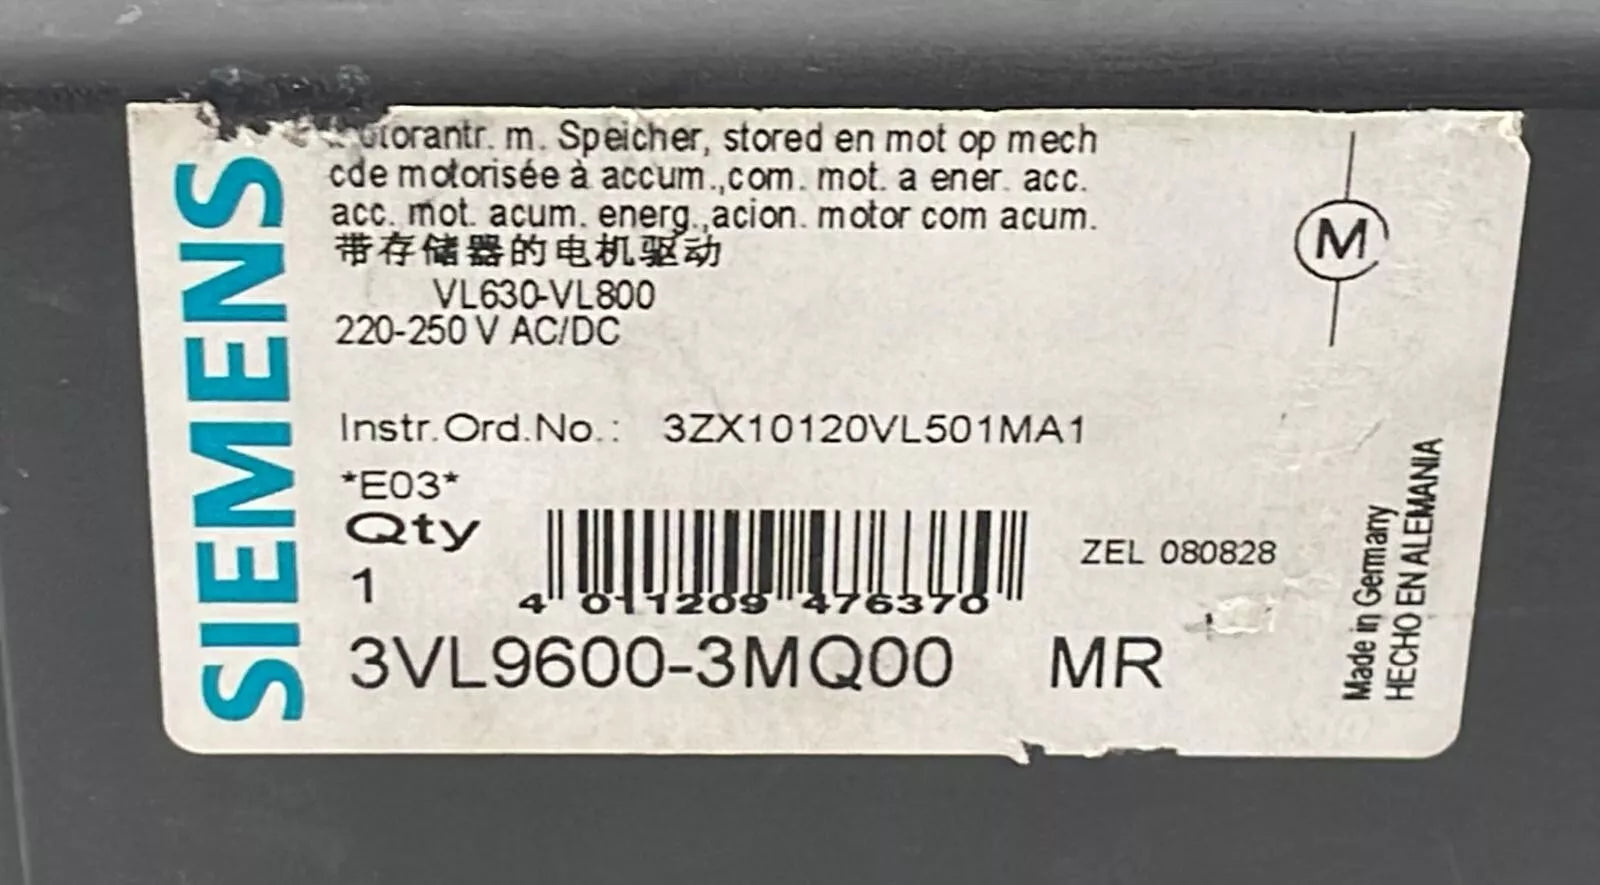 SIEMENS
m. Speicher, stored en mot op mech
cde motorisée à accum.,com. mot. a ener. acc.
acc. mot. acum. energ.,acion. motor com acum.
带存储器的电机驱动
VL630-VL800
220-250 V AC/DC
M
Instr.Ord.No.: 3ZX10120VL501MA1
*E03*
Qty
1
4 011209 476370
ZEL 080828
3VL9600-3MQ00 MR
Made in Germany
HECHO EN ALEMANIA